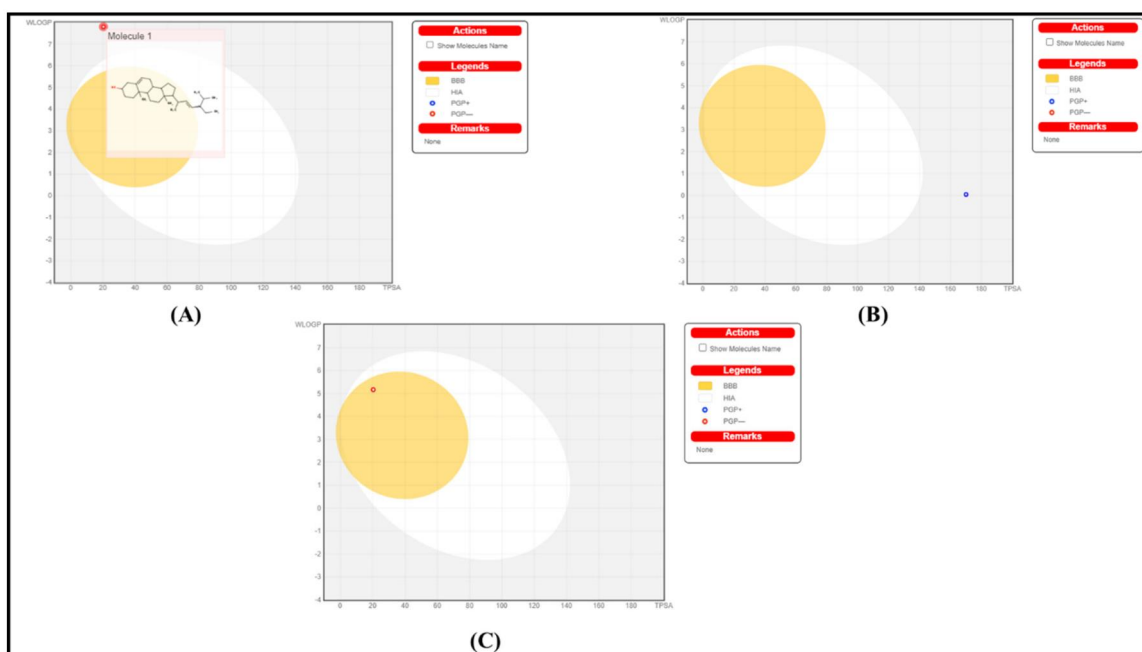 WLOGP
7
6
5
4
3
2
1
0
-1
-2
-3
-4
0 20 40 60 80 100 120 140 160 180 TPSA
Molecule 1
HO
Actions
Show Molecules Name
Legends
BBB
HIA
PGP+
PGP—
Remarks
None
(A)
WLOGP
7
6
5
4
3
2
1
0
-1
-2
-3
-4
0 20 40 60 80 100 120 140 160 180 TPSA
Actions
Show Molecules Name
Legends
BBB
HIA
PGP+
PGP—
Remarks
None
(B)
WLOGP
7
6
5
4
3
2
1
0
-1
-2
-3
-4
0 20 40 60 80 100 120 140 160 180 TPSA
Actions
Show Molecules Name
Legends
BBB
HIA
PGP+
PGP—
Remarks
None
(C)